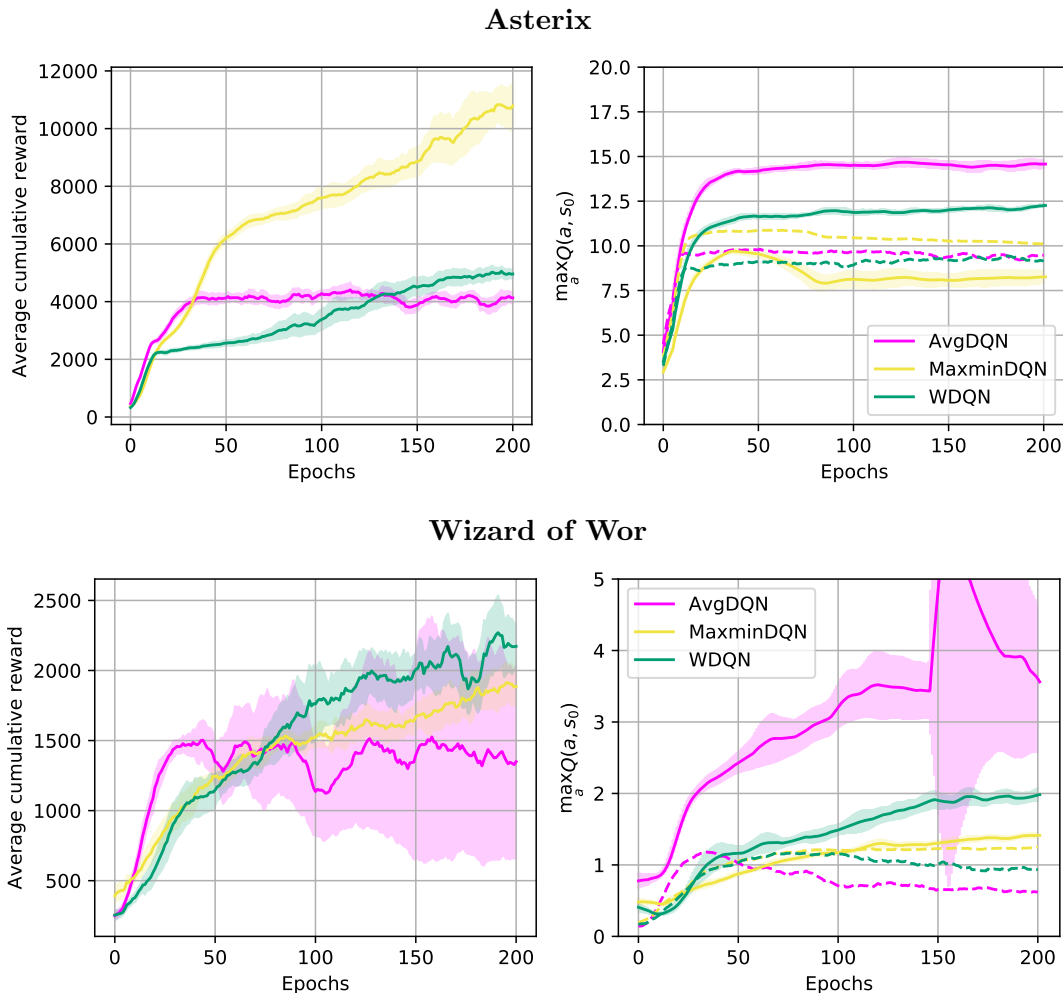 Asterix
Average cumulative reward
12000
10000
8000
6000
4000
2000
0
0 50 100 150 200
Epochs
max Q(a, s0)
a
20.0
17.5
15.0
12.5
10.0
7.5
5.0
2.5
0.0
AvgDQN
MaxminDQN
WDQN
0 50 100 150 200
Epochs
Wizard of Wor
Average cumulative reward
2500
2000
1500
1000
500
0 50 100 150 200
Epochs
max Q(a, s0)
a
5
4
3
2
1
0
AvgDQN
MaxminDQN
WDQN
0 50 100 150 200
Epochs